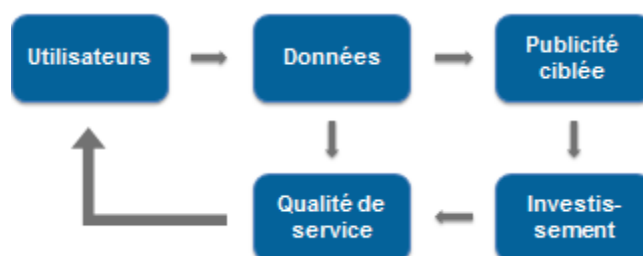 Utilisateurs
Données
Publicité
ciblée
Qualité de
service
Investis-
sement